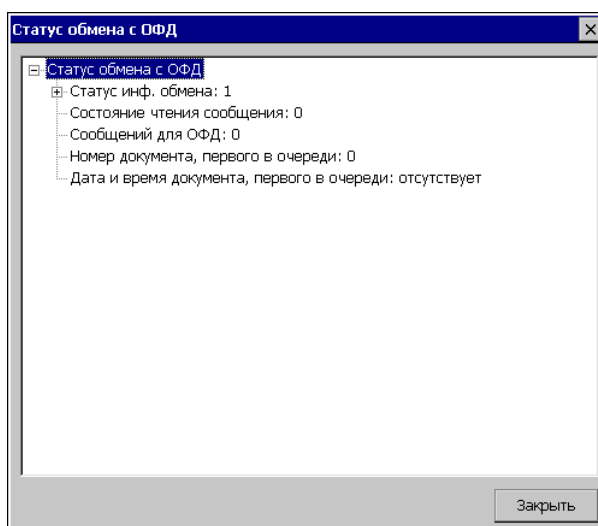 Статус обмена с ОФД
Статус обмена с ОФД
Статус инф. обмена: 1
Состояние чтения сообщения: 0
Сообщений для ОФД: 0
Номер документа, первого в очереди: 0
Дата и время документа, первого в очереди: отсутствует
Закрыть